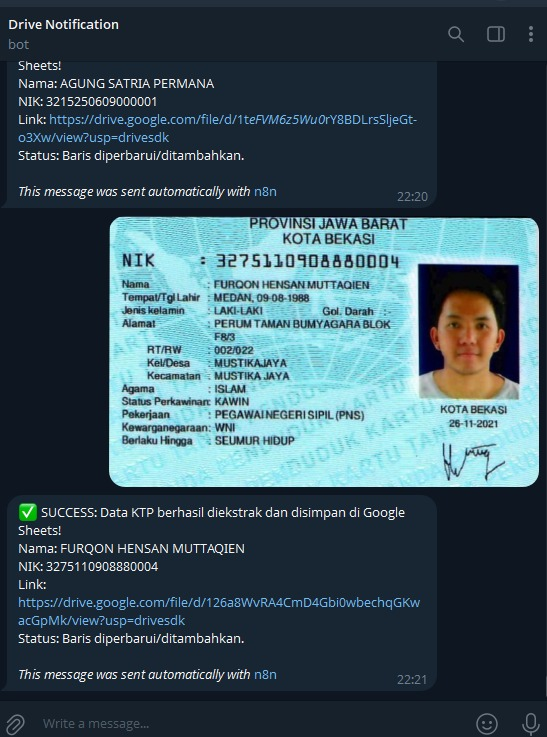 Drive Notification
bot
Sheets!
Nama: AGUNG SATRIA PERMANA
NIK: 3215250609000001
Link: https://drive.google.com/file/d/1teFVM6z5Wu0rY8BDLrsSljeGt-
o3Xw/view?usp=drivesdk
Status: Baris diperbarui/ditambahkan.
This message was sent automatically with n8n
22:20
PROVINSI JAWA BARAT
KOTA BEKASI
NIK : 3275110908880004
Nama : FURQON HENSAN MUTTAQIEN
Tempat/Tgl Lahir : MEDAN, 09-08-1988
Jenis kelamin : LAKI-LAKI Gol. Darah :-
Alamat : PERUM TAMAN BUMYAGARA BLOK
F8/3
RT/RW : 002/022
Kel/Desa : MUSTIKAJAYA
Kecamatan : MUSTIKA JAYA
Agama : ISLAM
Status Perkawinan: KAWIN
Pekerjaan : PEGAWAI NEGERI SIPIL (PNS)
Kewarganegaraan: WNI
Berlaku Hingga : SEUMUR HIDUP
KOTA BEKASI
26-11-2021
✅ SUCCESS: Data KTP berhasil diekstrak dan disimpan di Google
Sheets!
Nama: FURQON HENSAN MUTTAQIEN
NIK: 3275110908880004
Link:
https://drive.google.com/file/d/126a8WvRA4CmD4Gbi0wbechqGKw
acGpMk/view?usp=drivesdk
Status: Baris diperbarui/ditambahkan.
This message was sent automatically with n8n
22:21
Write a message...